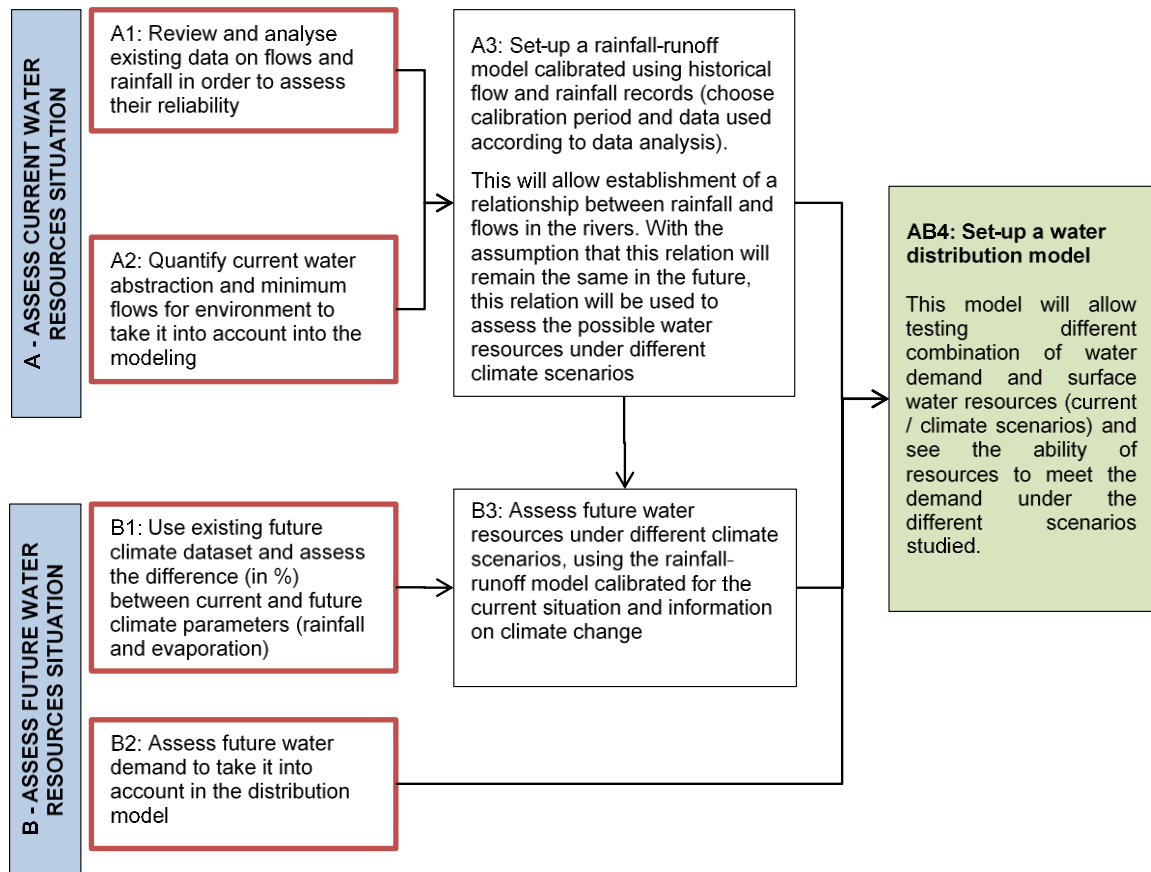 A - ASSESS CURRENT WATER
RESOURCES SITUATION
A1: Review and analyse
existing data on flows and
rainfall in order to assess
their reliability
A2: Quantify current water
abstraction and minimum
flows for environment to
take it into account into the
modeling
A3: Set-up a rainfall-runoff
model calibrated using historical
flow and rainfall records (choose
calibration period and data used
according to data analysis).
This will allow establishment of a
relationship between rainfall and
flows in the rivers. With the
assumption that this relation will
remain the same in the future,
this relation will be used to
assess the possible water
resources under different
climate scenarios
B - ASSESS FUTURE WATER
RESOURCES SITUATION
B1: Use existing future
climate dataset and assess
the difference (in %)
between current and future
climate parameters (rainfall
and evaporation)
B2: Assess future water
demand to take it into
account in the distribution
model
B3: Assess future water
resources under different climate
scenarios, using the rainfall-
runoff model calibrated for the
current situation and information
on climate change
AB4: Set-up a water
distribution model
This model will allow
testing different
combination of water
demand and surface
water resources (current
/ climate scenarios) and
see the ability of
resources to meet the
demand under the
different scenarios
studied.